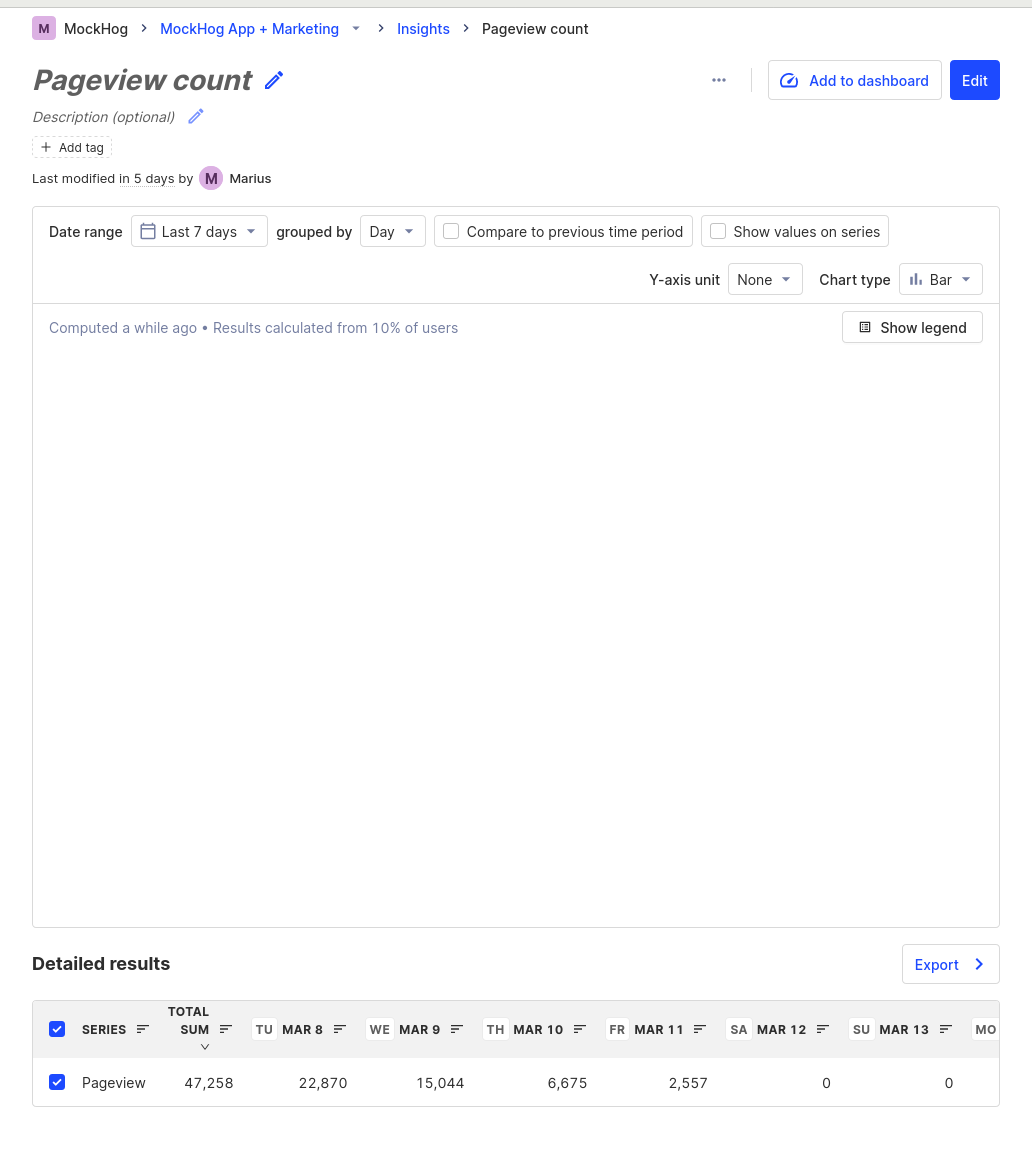 M MockHog > MockHog App + Marketing > Insights > Pageview count
Pageview count
Add to dashboard
Edit
Description (optional)
+ Add tag
Last modified in 5 days by M Marius
Date range Last 7 days grouped by Day Compare to previous time period Show values on series
Y-axis unit None Chart type Bar
Computed a while ago • Results calculated from 10% of users
Show legend
Detailed results
Export
SERIES TOTAL SUM TU MAR 8 WE MAR 9 TH MAR 10 FR MAR 11 SA MAR 12 SU MAR 13 MO
Pageview 47,258 22,870 15,044 6,675 2,557 0 0